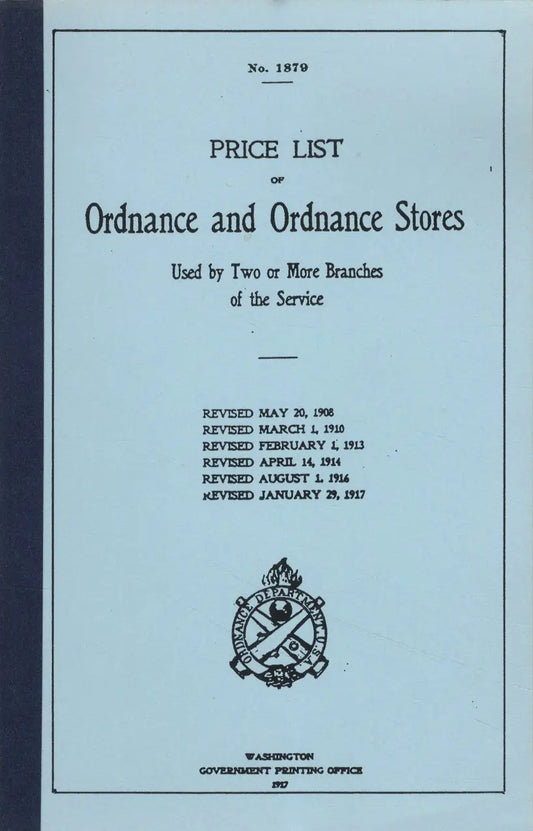 No. 1879
PRICE LIST
OF
Ordnance and Ordnance Stores
Used by Two or More Branches
of the Service
REVISED MAY 20, 1908
REVISED MARCH 1, 1910
REVISED FEBRUARY 1, 1913
REVISED APRIL 14, 1914
REVISED AUGUST 1, 1916
REVISED JANUARY 29, 1917
ORDNANCE DEPARTMENT, U.S.A.
WASHINGTON
GOVERNMENT PRINTING OFFICE
1917